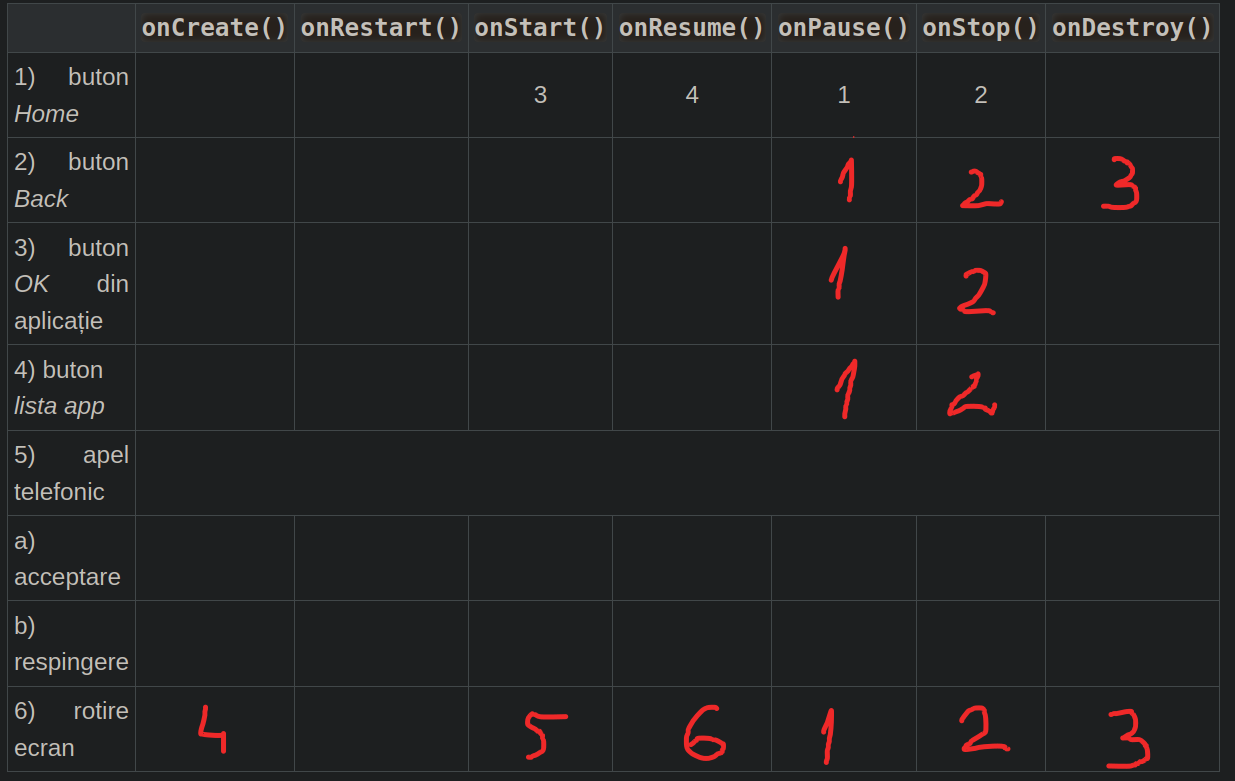 onCreate() onRestart() onStart() onResume() onPause() onStop() onDestroy()
1) buton
Home
3 4 1 2
2) buton
Back
1 2 3
3) buton
OK din
aplicație
1 2
4) buton
lista app
1 2
5) apel
telefonic
a)
acceptare
b)
respingere
6) rotire
ecran
4 5 6 1 2 3